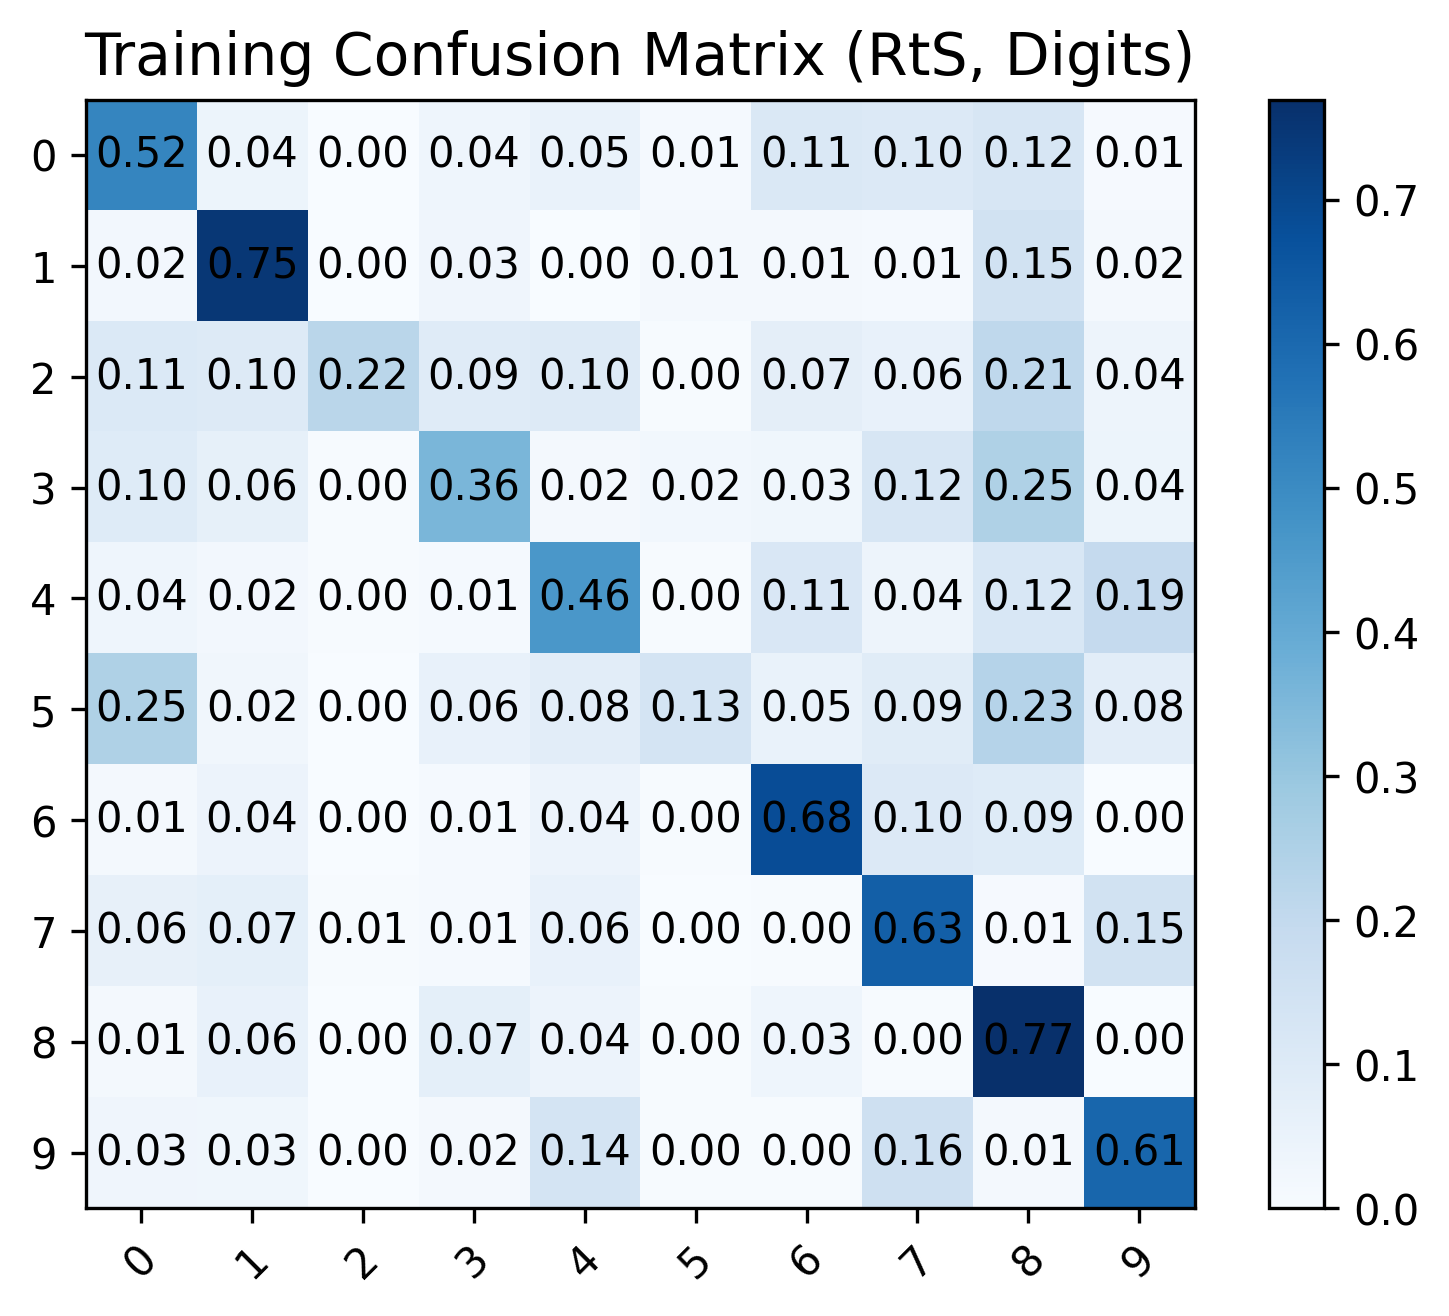 Training Confusion Matrix (RtS, Digits)
0 0.52 0.04 0.00 0.04 0.05 0.01 0.11 0.10 0.12 0.01
1 0.02 0.75 0.00 0.03 0.00 0.01 0.01 0.01 0.15 0.02
2 0.11 0.10 0.22 0.09 0.10 0.00 0.07 0.06 0.21 0.04
3 0.10 0.06 0.00 0.36 0.02 0.02 0.03 0.12 0.25 0.04
4 0.04 0.02 0.00 0.01 0.46 0.00 0.11 0.04 0.12 0.19
5 0.25 0.02 0.00 0.06 0.08 0.13 0.05 0.09 0.23 0.08
6 0.01 0.04 0.00 0.01 0.04 0.00 0.68 0.10 0.09 0.00
7 0.06 0.07 0.01 0.01 0.06 0.00 0.00 0.63 0.01 0.15
8 0.01 0.06 0.00 0.07 0.04 0.00 0.03 0.00 0.77 0.00
9 0.03 0.03 0.00 0.02 0.14 0.00 0.00 0.16 0.01 0.61
0 1 2 3 4 5 6 7 8 9
0.7
0.6
0.5
0.4
0.3
0.2
0.1
0.0